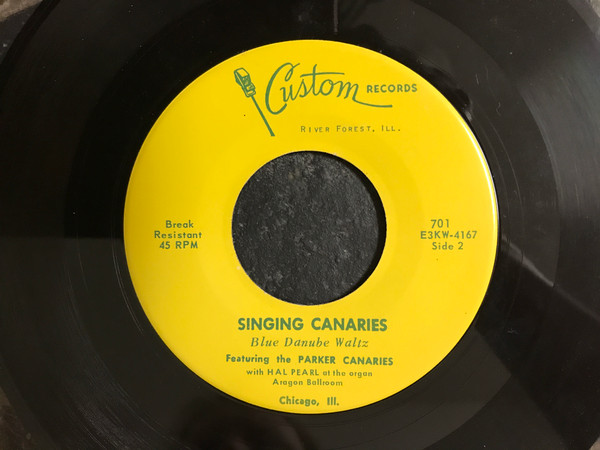 Custom RECORDS
RIVER FOREST, ILL.
Break
Resistant
45 RPM
701
E3KW-4167
Side 2
SINGING CANARIES
Blue Danube Waltz
Featuring the PARKER CANARIES
with HAL PEARL at the organ
Aragon Ballroom
Chicago, Ill.